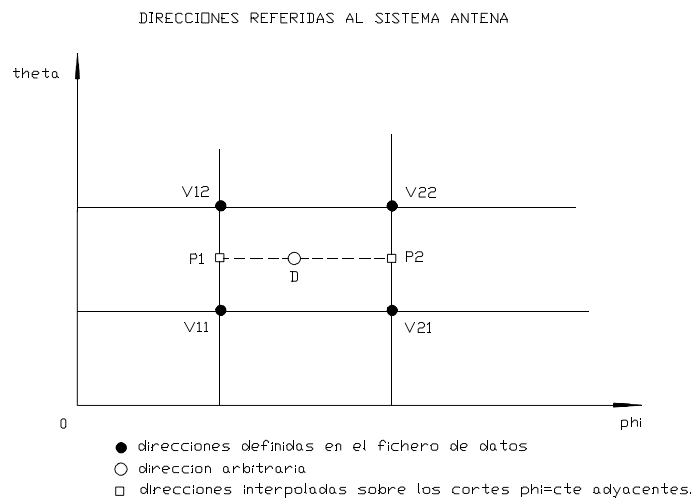 DIRECCIONES REFERIDAS AL SISTEMA ANTENA
theta
V12
V22
P1
P2
D
V11
V21
0
phi
direcciones definidas en el fichero de datos
direccion arbitraria
direcciones interpoladas sobre los cortes phi=cte adyacentes.